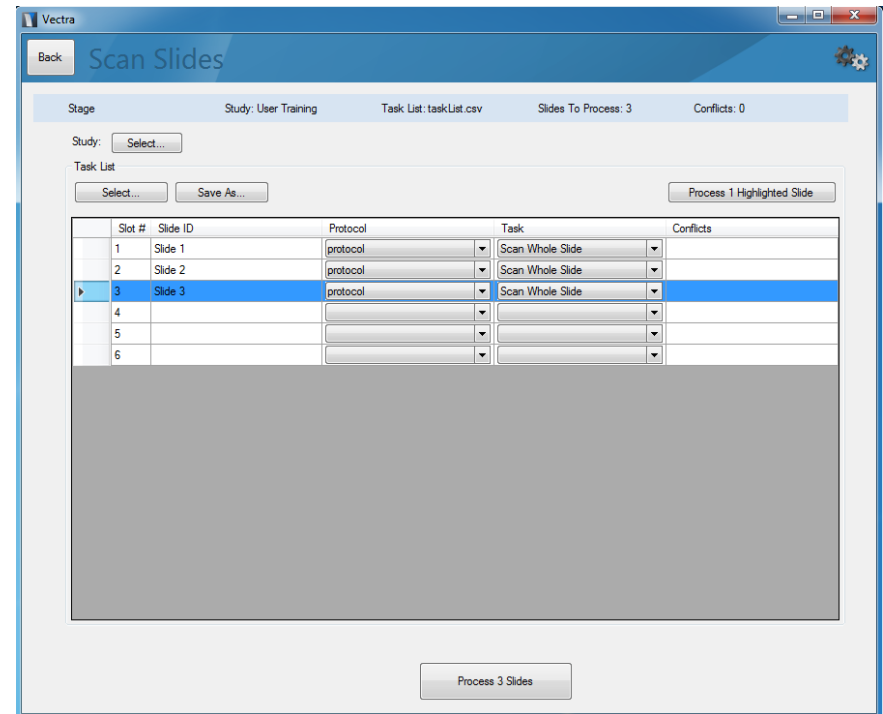 Vectra
Back Scan Slides
Stage Study: User Training Task List: taskList.csv Slides To Process: 3 Conflicts: 0
Study: Select...
Task List
Select... Save As... Process 1 Highlighted Slide
Slot # Slide ID Protocol Task Conflicts
1 Slide 1 protocol Scan Whole Slide
2 Slide 2 protocol Scan Whole Slide
3 Slide 3 protocol Scan Whole Slide
4
5
6
Process 3 Slides